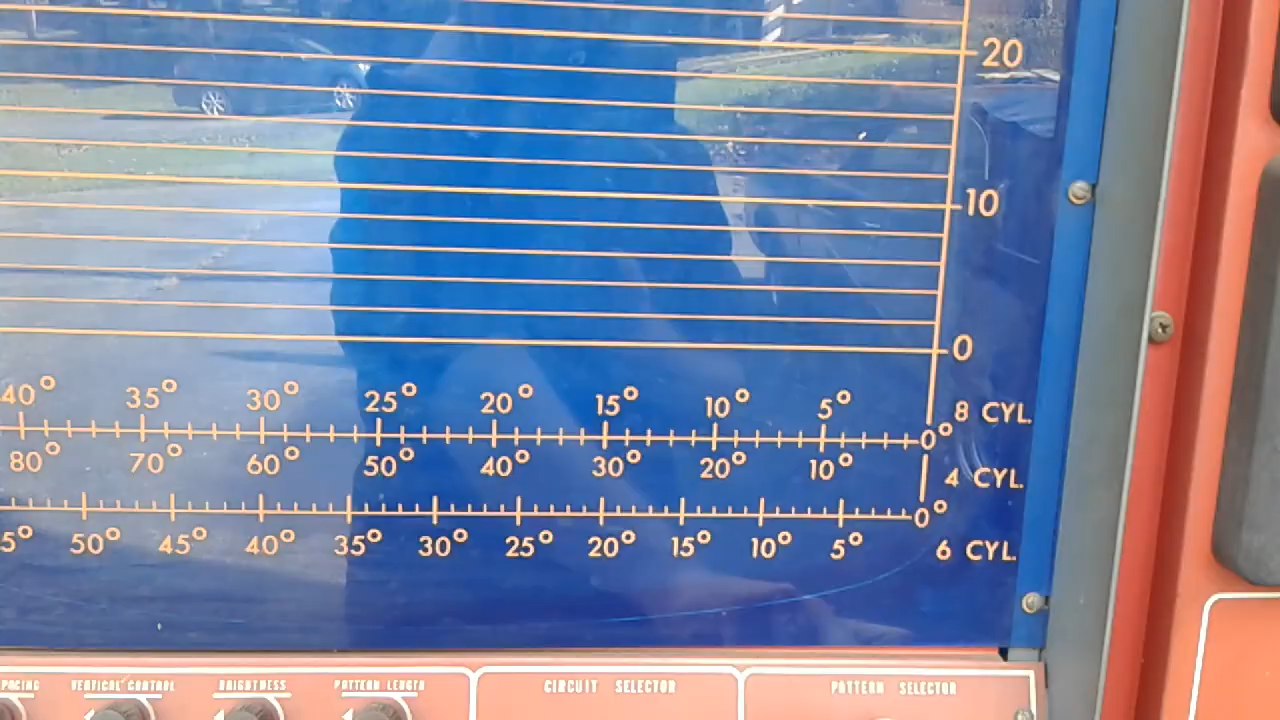 20
10
0
40° 35° 30° 25° 20° 15° 10° 5° 8 CYL.
0°
80° 70° 60° 50° 40° 30° 20° 10° 4 CYL.
0°
50° 45° 40° 35° 30° 25° 20° 15° 10° 5° 6 CYL.
VERTICAL CONTROL BRIGHTNESS PATTERN LENGTH CIRCUIT SELECTOR PATTERN SELECTOR